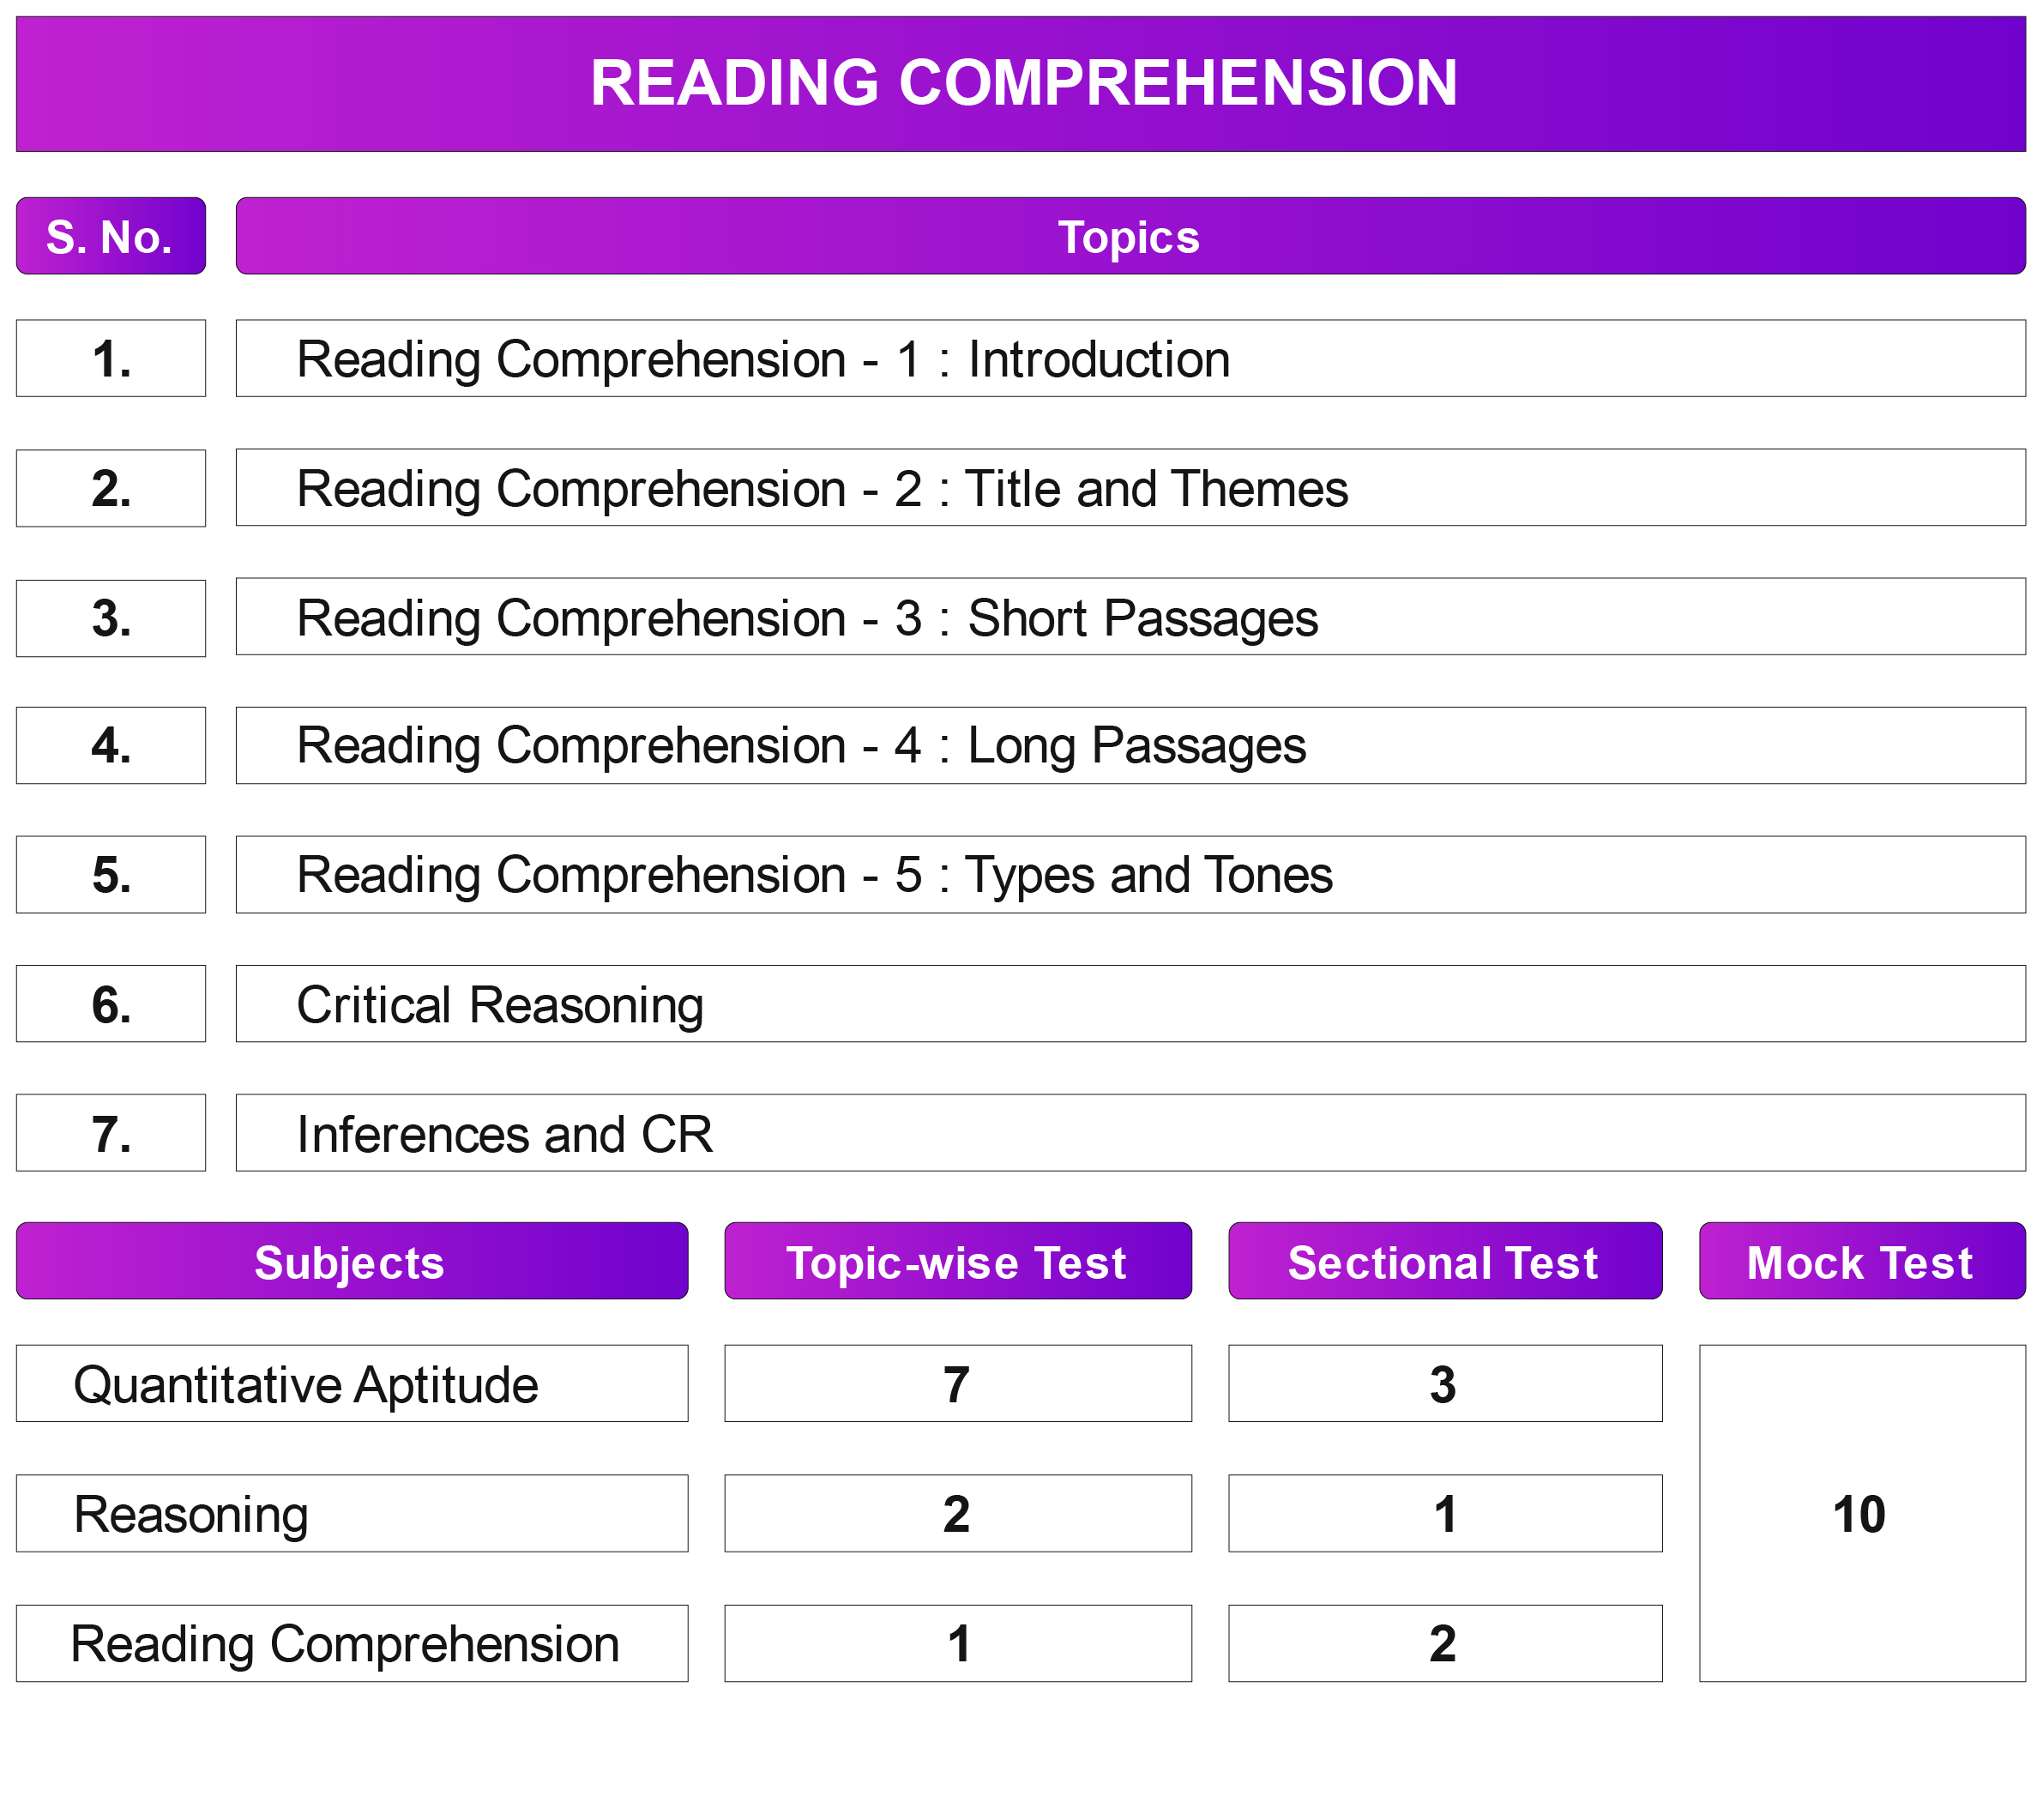 READING COMPREHENSION
S. No. Topics
1. Reading Comprehension - 1 : Introduction
2. Reading Comprehension - 2 : Title and Themes
3. Reading Comprehension - 3 : Short Passages
4. Reading Comprehension - 4 : Long Passages
5. Reading Comprehension - 5 : Types and Tones
6. Critical Reasoning
7. Inferences and CR
Subjects Topic-wise Test Sectional Test Mock Test
Quantitative Aptitude 7 3
Reasoning 2 1 10
Reading Comprehension 1 2